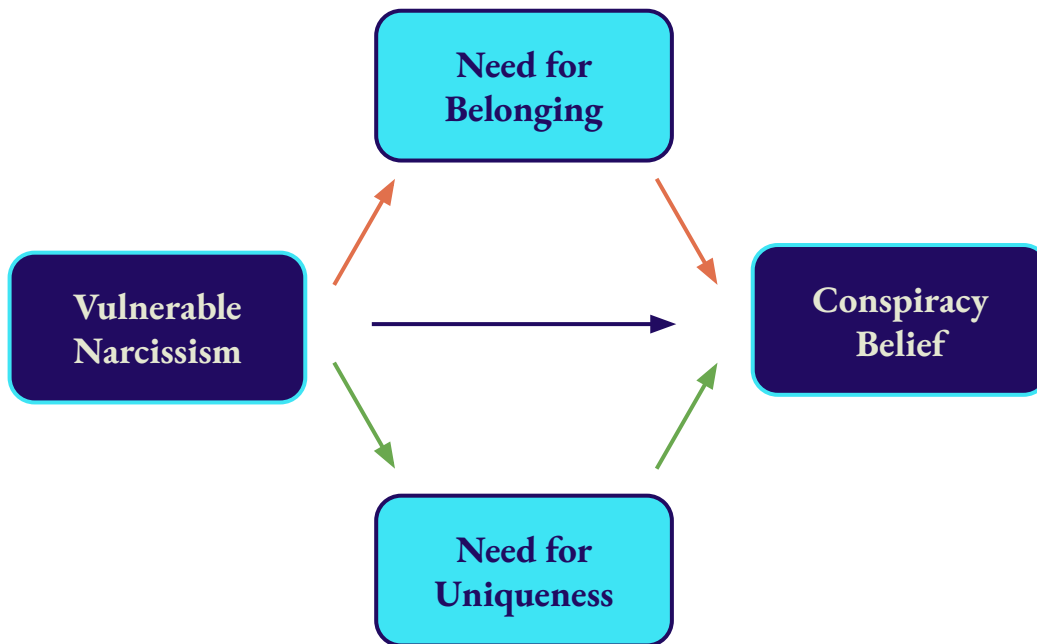 Need for
Belonging
Vulnerable
Narcissism
Conspiracy
Belief
Need for
Uniqueness